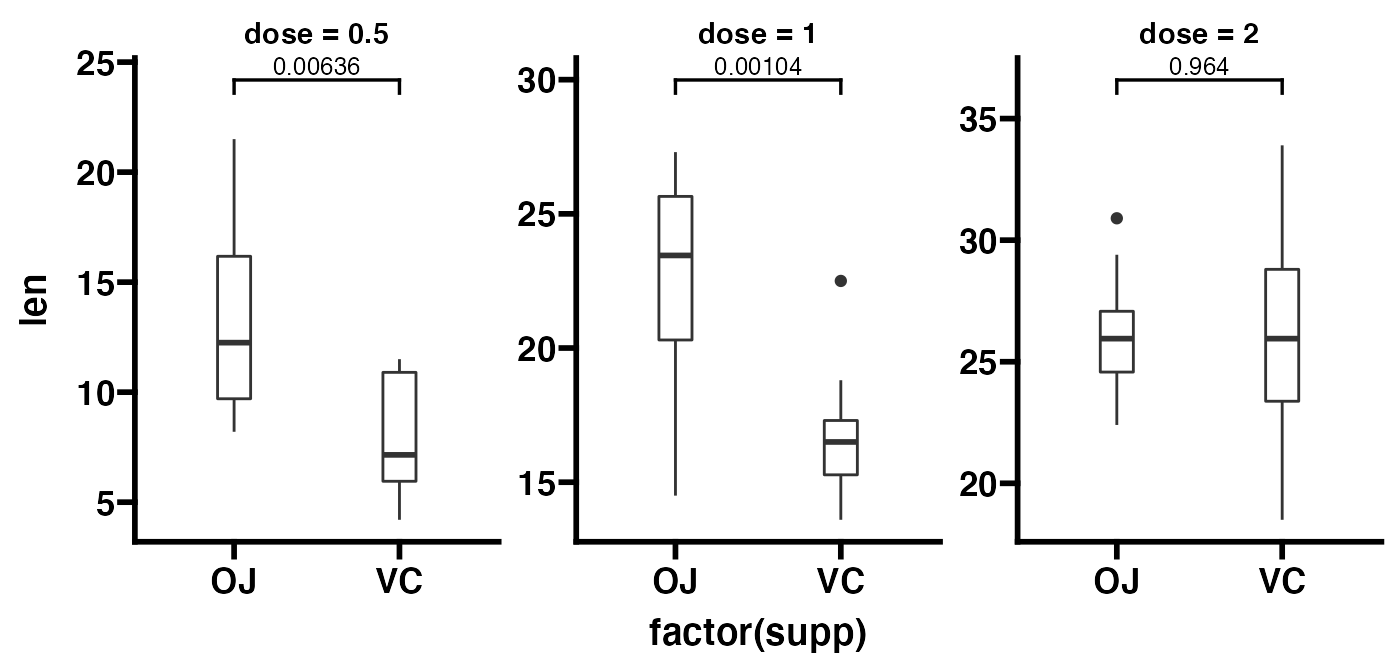 dose = 0.5
dose = 1
dose = 2
0.00636
0.00104
0.964
len
25
20
15
10
5
30
25
20
15
35
30
25
20
OJ
VC
OJ
VC
OJ
VC
factor(supp)